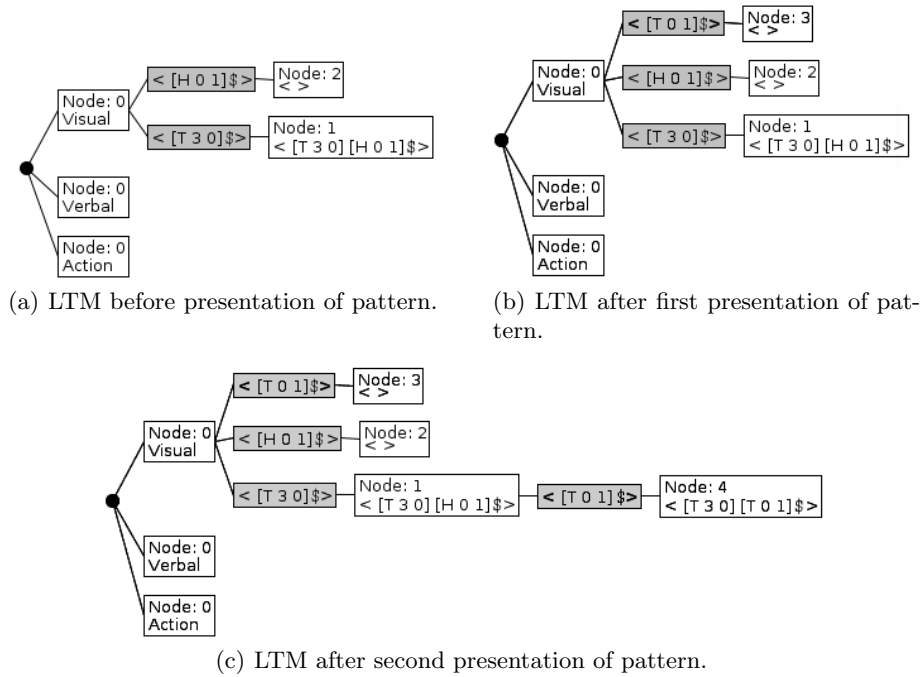 < [H 0 1]$>
Node: 2
< >
Node: 0
Visual
< [T 3 0]$>
Node: 1
< [T 3 0] [H 0 1]$>
Node: 0
Verbal
Node: 0
Action
(a) LTM before presentation of pattern.
< [T 0 1]$>
Node: 3
< >
Node: 0
Visual
< [H 0 1]$>
Node: 2
< >
< [T 3 0]$>
Node: 1
< [T 3 0] [H 0 1]$>
Node: 0
Verbal
Node: 0
Action
(b) LTM after first presentation of pat-
tern.
< [T 0 1]$>
Node: 3
< >
Node: 0
Visual
< [H 0 1]$>
Node: 2
< >
< [T 3 0]$>
Node: 1
< [T 3 0] [H 0 1]$>
< [T 0 1]$>
Node: 4
< [T 3 0] [T 0 1]$>
Node: 0
Verbal
Node: 0
Action
(c) LTM after second presentation of pattern.